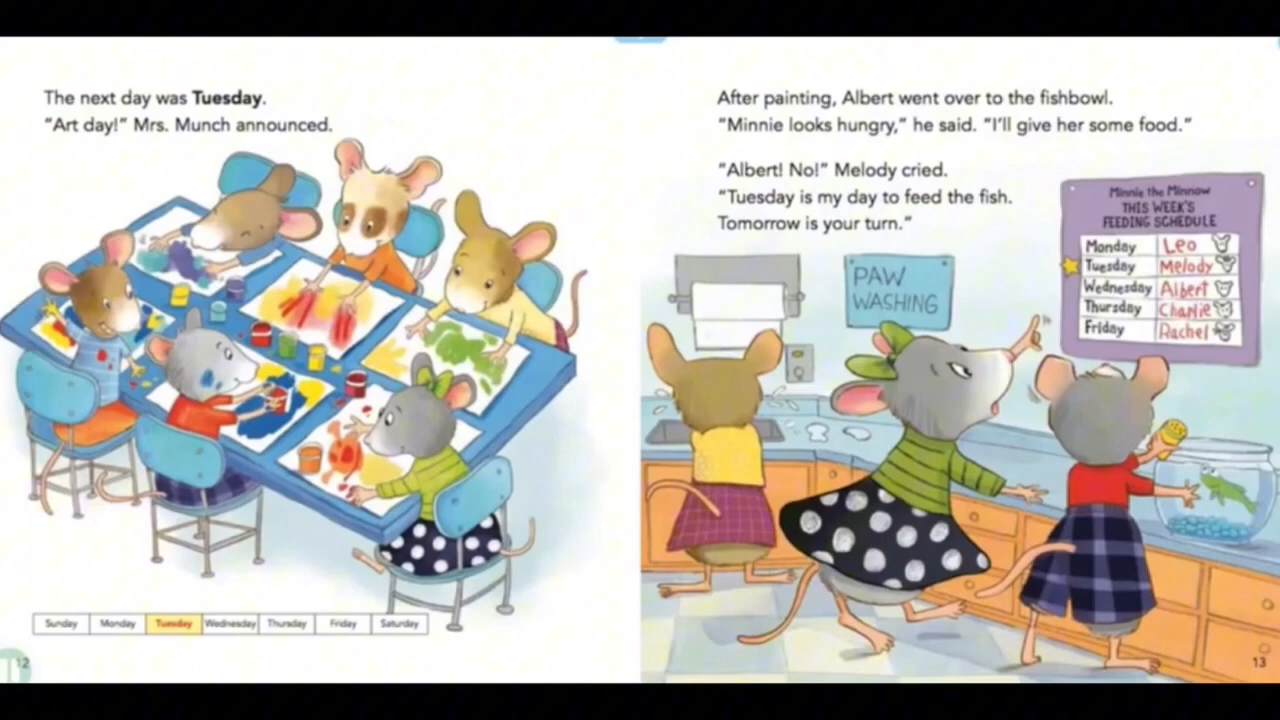 The next day was Tuesday.
“Art day!” Mrs. Munch announced.
Sunday Monday Tuesday Wednesday Thursday Friday Saturday
12
After painting, Albert went over to the fishbowl.
“Minnie looks hungry,” he said. “I’ll give her some food.”
“Albert! No!” Melody cried.
“Tuesday is my day to feed the fish.
Tomorrow is your turn.”
PAW
WASHING
Minnie the Minnow
THIS WEEK'S
FEEDING SCHEDULE
Monday Leo
Tuesday Melody
Wednesday Albert
Thursday Charlie
Friday Rachel
13